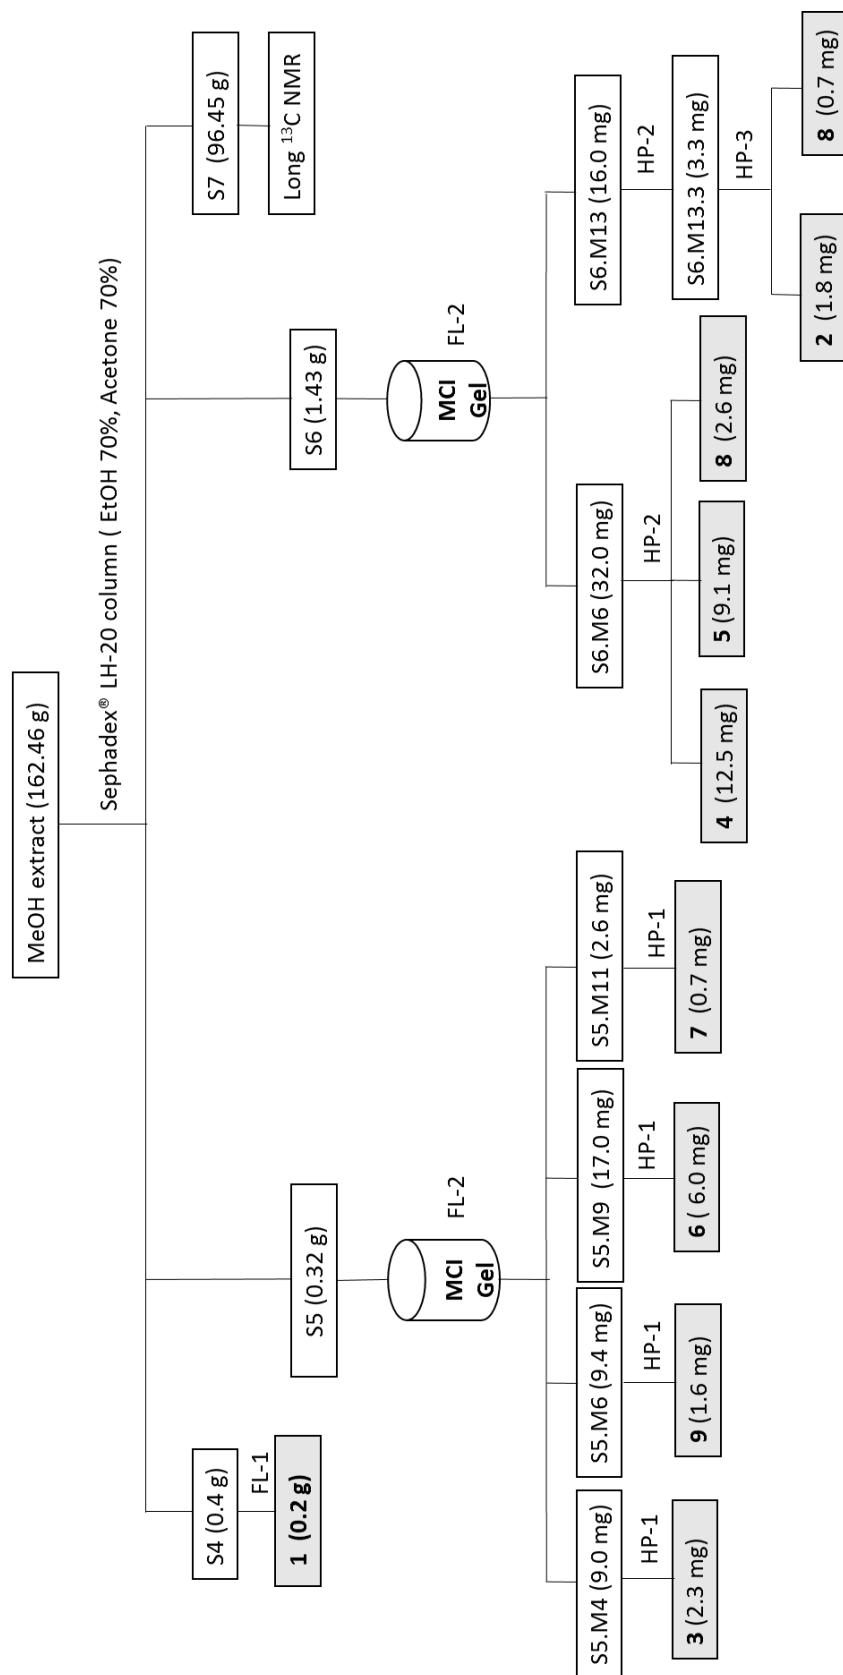 MeOH extract (162.46 g)
Sephadex® LH-20 column ( EtOH 70%, Acetone 70%)
S4 (0.4 g)
FL-1
1 (0.2 g)
S5 (0.32 g)
MCI
Gel
FL-2
S5.M4 (9.0 mg)
HP-1
3 (2.3 mg)
S5.M6 (9.4 mg)
HP-1
9 (1.6 mg)
S5.M9 (17.0 mg)
HP-1
6 ( 6.0 mg)
S5.M11 (2.6 mg)
HP-1
7 (0.7 mg)
S6 (1.43 g)
MCI
Gel
FL-2
S6.M6 (32.0 mg)
HP-2
4 (12.5 mg)
5 (9.1 mg)
8 (2.6 mg)
S6.M13 (16.0 mg)
HP-2
S6.M13.3 (3.3 mg)
HP-3
2 (1.8 mg)
8 (0.7 mg)
S7 (96.45 g)
Long ¹³C NMR